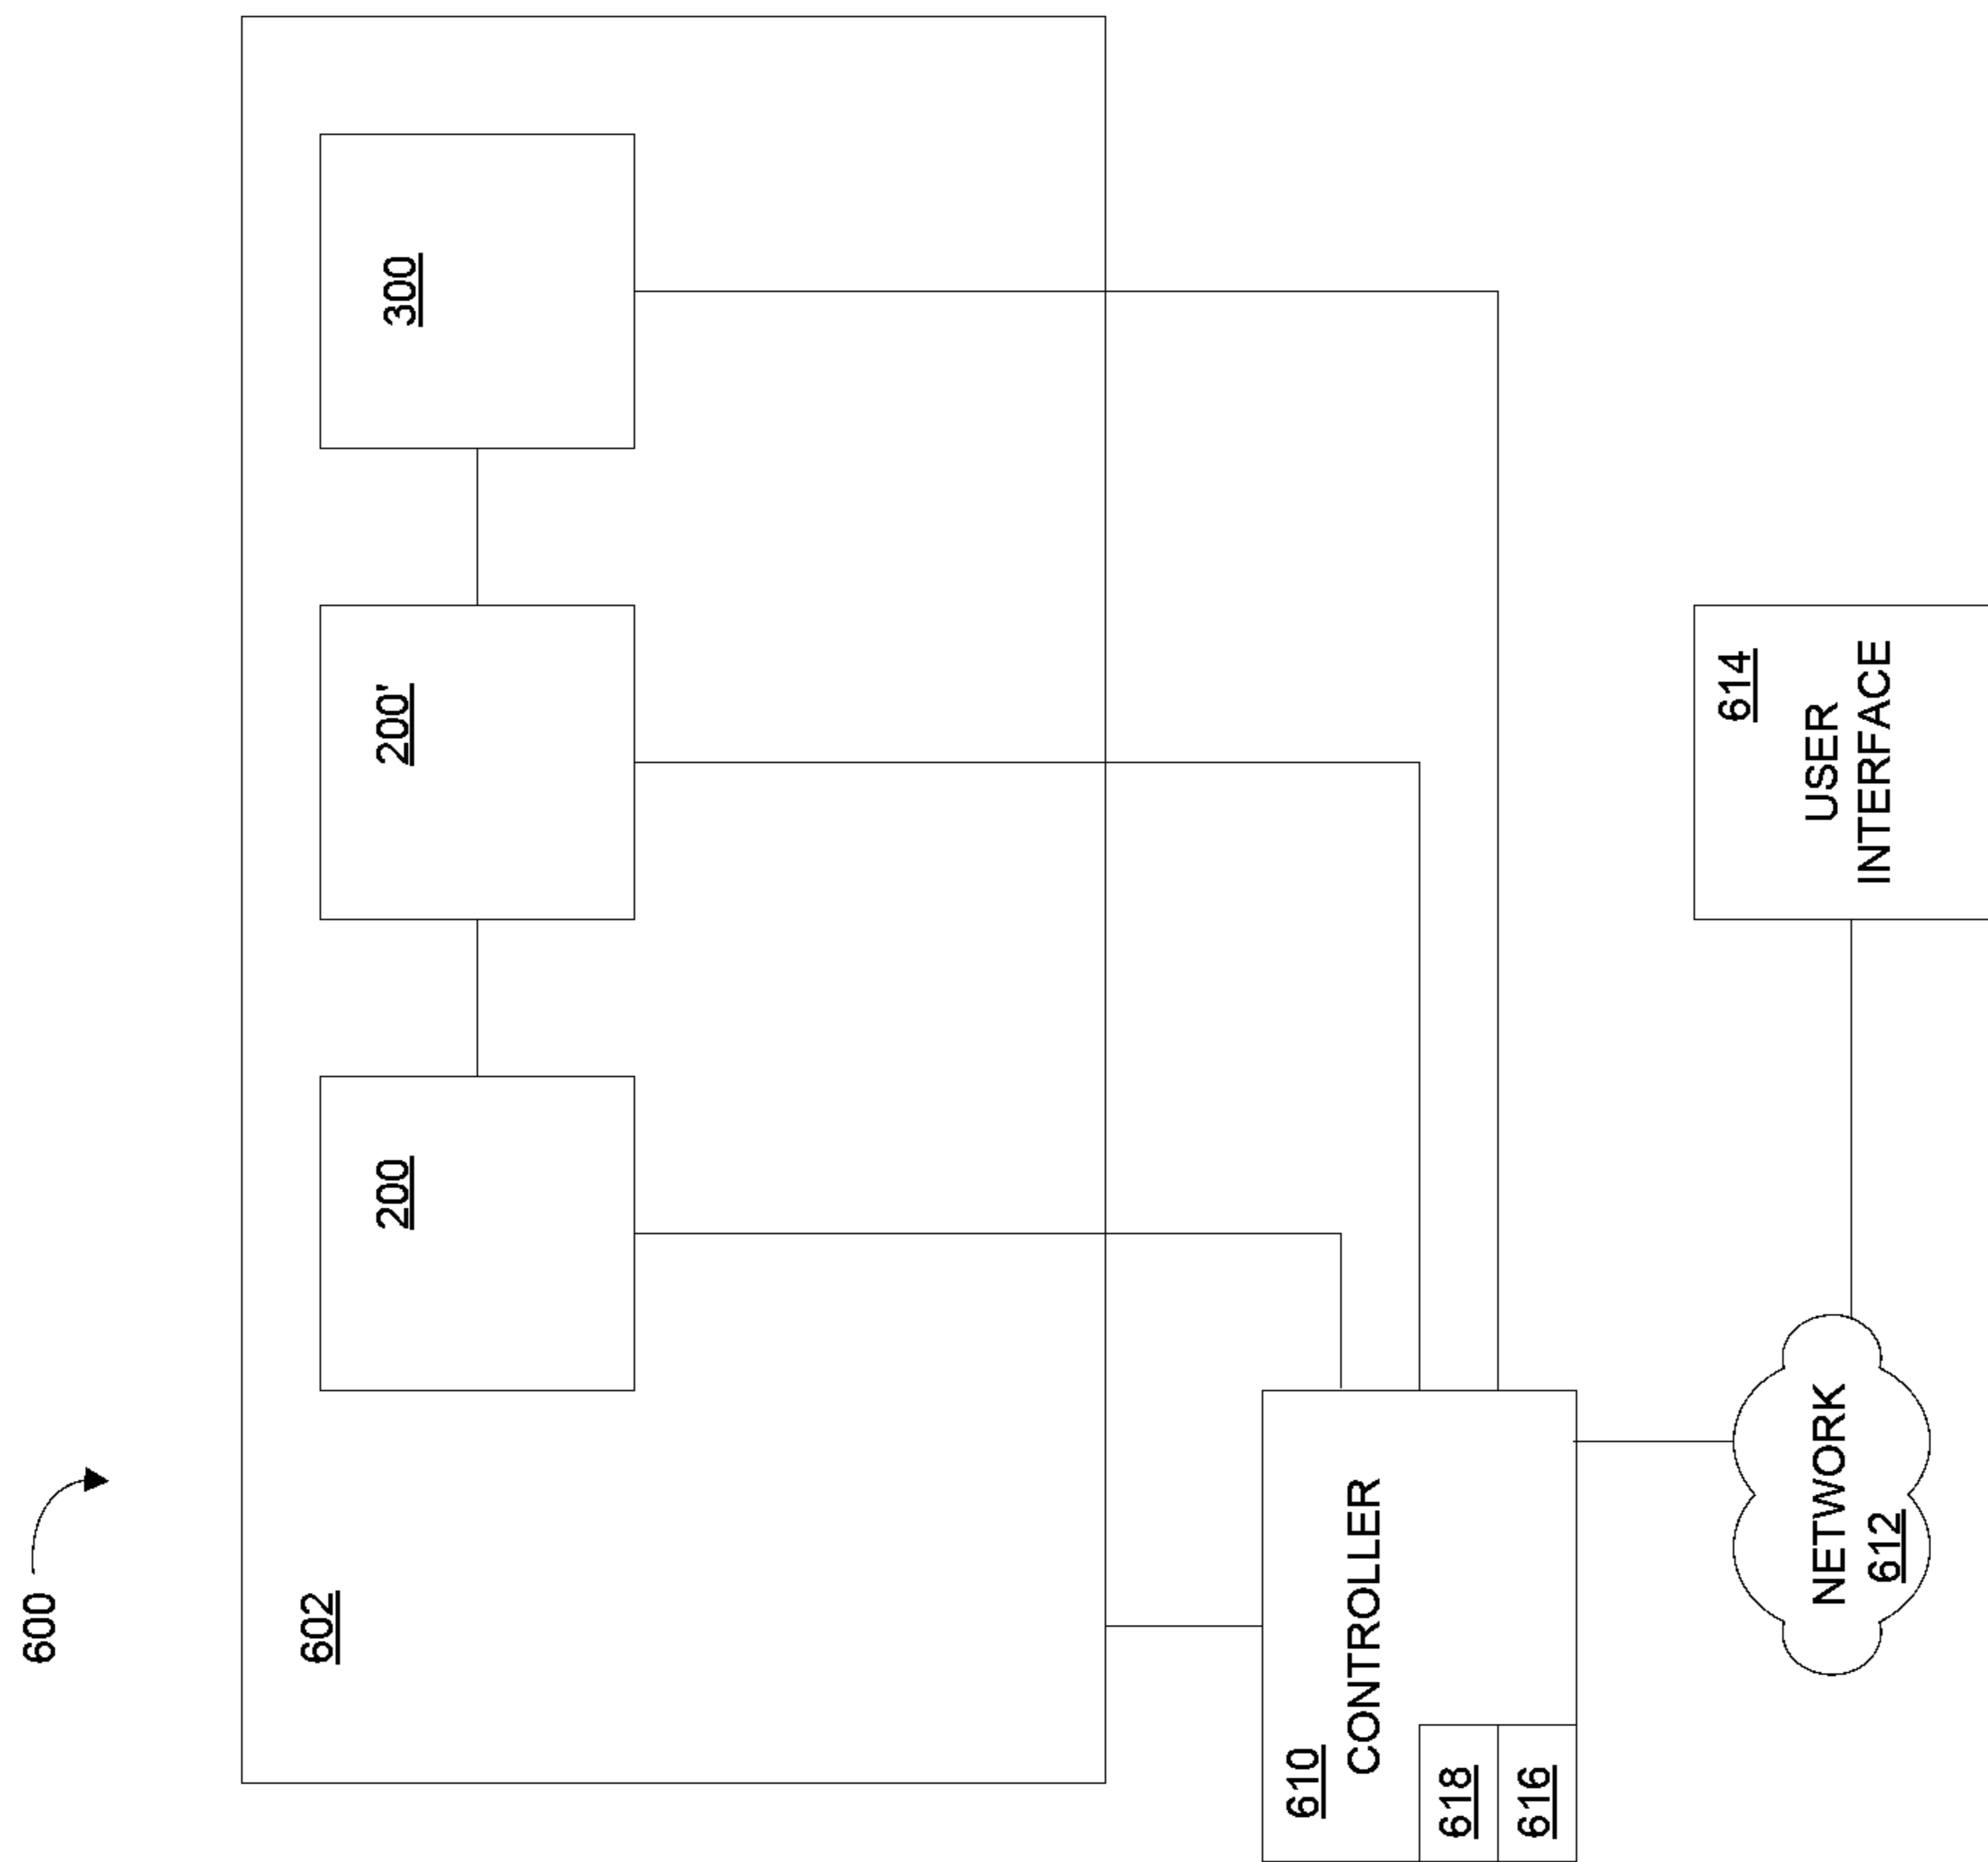 600
602
200
200'
300
610
CONTROLLER
618
616
NETWORK
612
614
USER
INTERFACE